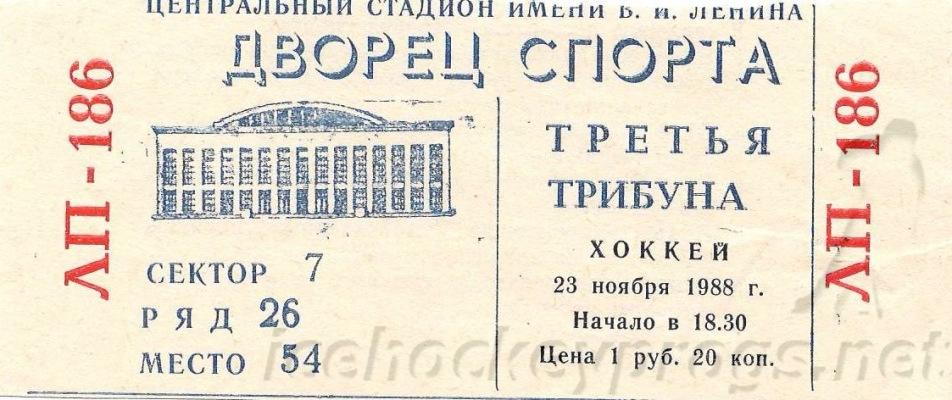 ЦЕНТРАЛЬНЫЙ СТАДИОН ИМЕНИ В. И. ЛЕНИНА
ДВОРЕЦ СПОРТА
ЛП-186
ТРЕТЬЯ
ТРИБУНА
ХОККЕЙ
23 ноября 1988 г.
Начало в 18.30
Цена 1 руб. 20 коп.
СЕКТОР 7
РЯД 26
МЕСТО 54
ЛП-186
icehockeyprogs.net